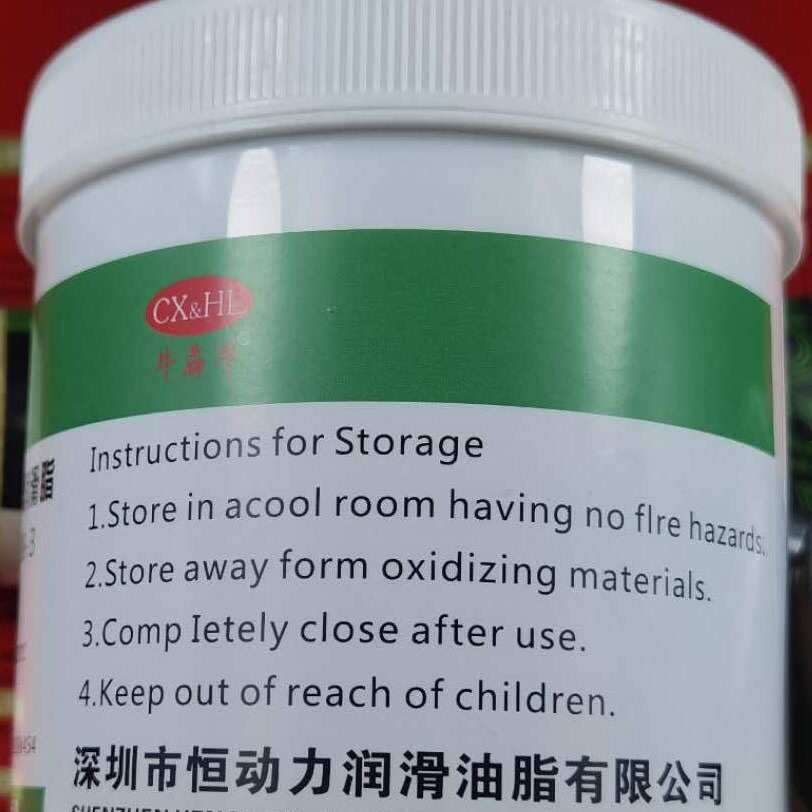 CX&HL
Instructions for Storage
1.Store in acool room having no flre hazards.
2.Store away form oxidizing materials.
3.Comp Ietely close after use.
4.Keep out of reach of children.
深圳市恒动力润滑油脂有限公司
SHENZHEN